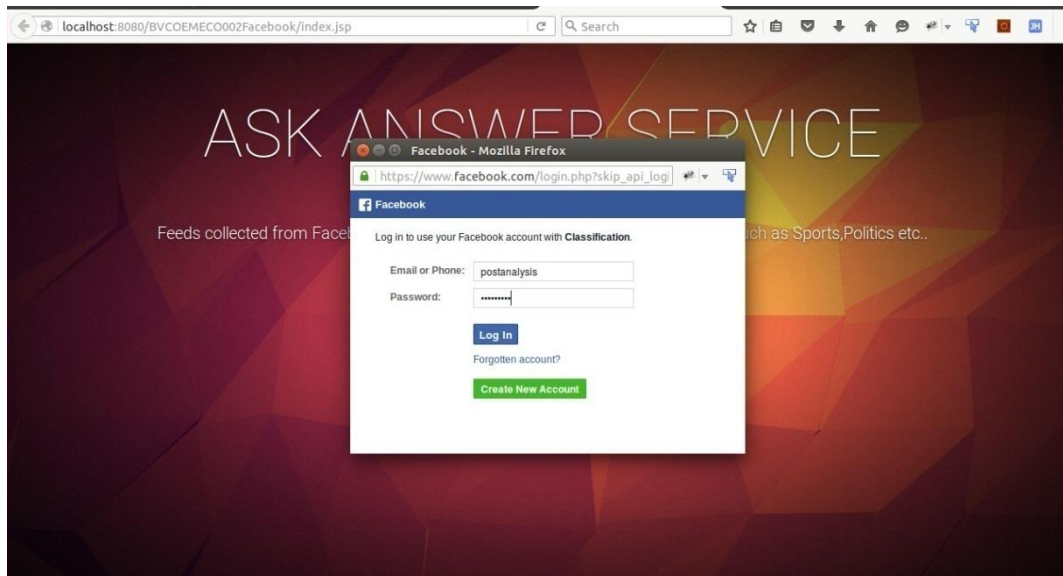 localhost:8080/BVCOEMECO002Facebook/index.jsp
Search
JH
ASK ANSWER SERVICE
Facebook - Mozilla Firefox
https://www.facebook.com/login.php?skip_api_logi
f Facebook
Feeds collected from Faceb
ch as Sports,Politics etc..
Log in to use your Facebook account with Classification.
Email or Phone: postanalysis
Password: •••••••••
Log In
Forgotten account?
Create New Account